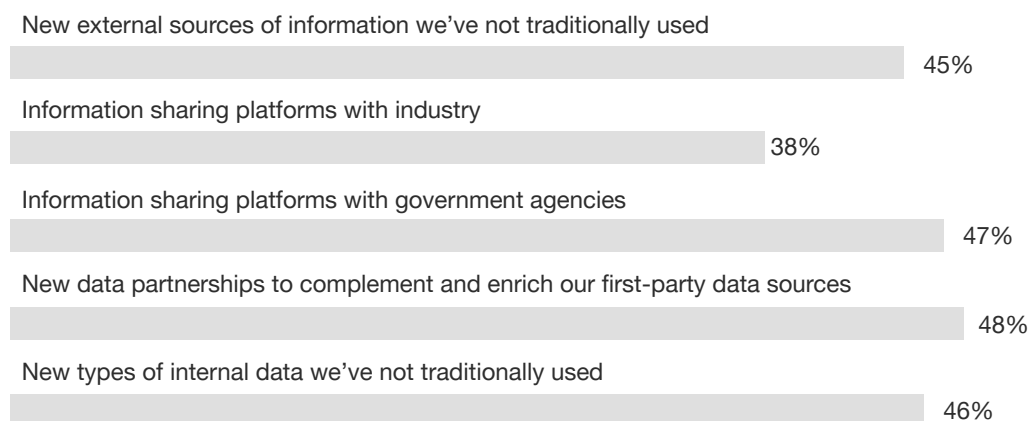 New external sources of information we’ve not traditionally used
45%
Information sharing platforms with industry
38%
Information sharing platforms with government agencies
47%
New data partnerships to complement and enrich our first-party data sources
48%
New types of internal data we’ve not traditionally used
46%